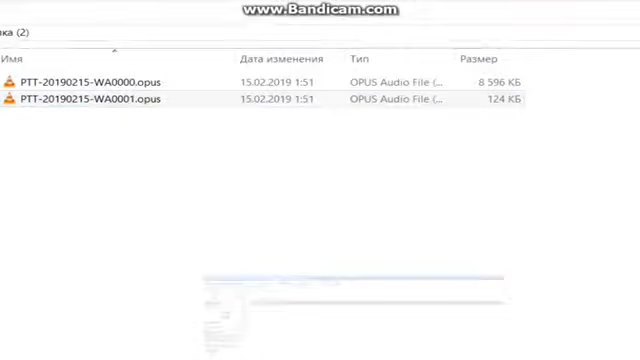 www.Bandicam.com
ка (2)
Имя Дата изменения Тип Размер
PTT-20190215-WA0000.opus 15.02.2019 1:51 OPUS Audio File (... 8 596 КБ
PTT-20190215-WA0001.opus 15.02.2019 1:51 OPUS Audio File (... 124 КБ